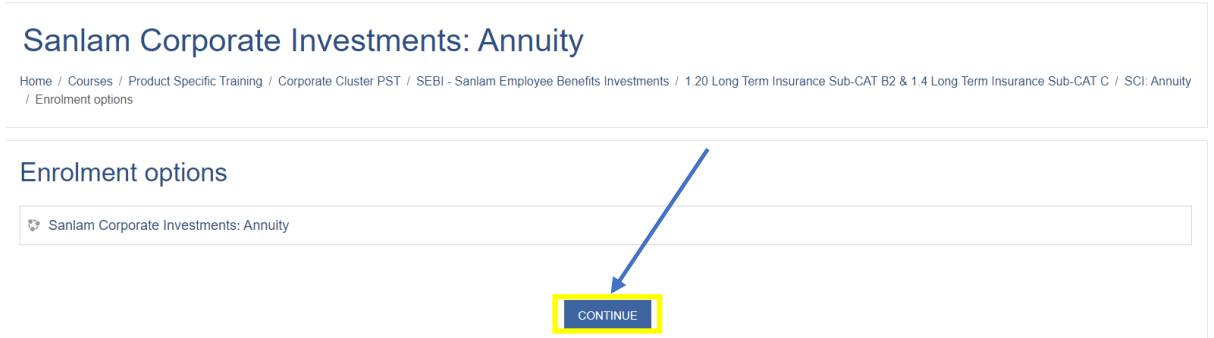 Sanlam Corporate Investments: Annuity
Home / Courses / Product Specific Training / Corporate Cluster PST / SEBI - Sanlam Employee Benefits Investments / 1.20 Long Term Insurance Sub-CAT B2 & 1.4 Long Term Insurance Sub-CAT C / SCI: Annuity
/ Enrolment options
Enrolment options
Sanlam Corporate Investments: Annuity
CONTINUE